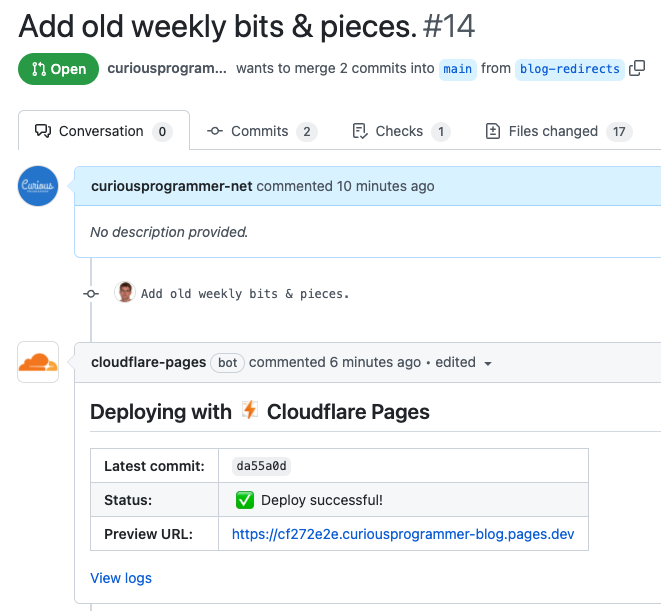 Add old weekly bits & pieces. #14
Open curiousprogram... wants to merge 2 commits into main from blog-redirects
Conversation 0 Commits 2 Checks 1 Files changed 17
Curious
curiousprogrammer-net commented 10 minutes ago
No description provided.
Add old weekly bits & pieces.
cloudflare-pages bot commented 6 minutes ago • edited
Deploying with ⚡ Cloudflare Pages
Latest commit: da55a0d
Status: ✅ Deploy successful!
Preview URL: https://cf272e2e.curiousprogrammer-blog.pages.dev
View logs